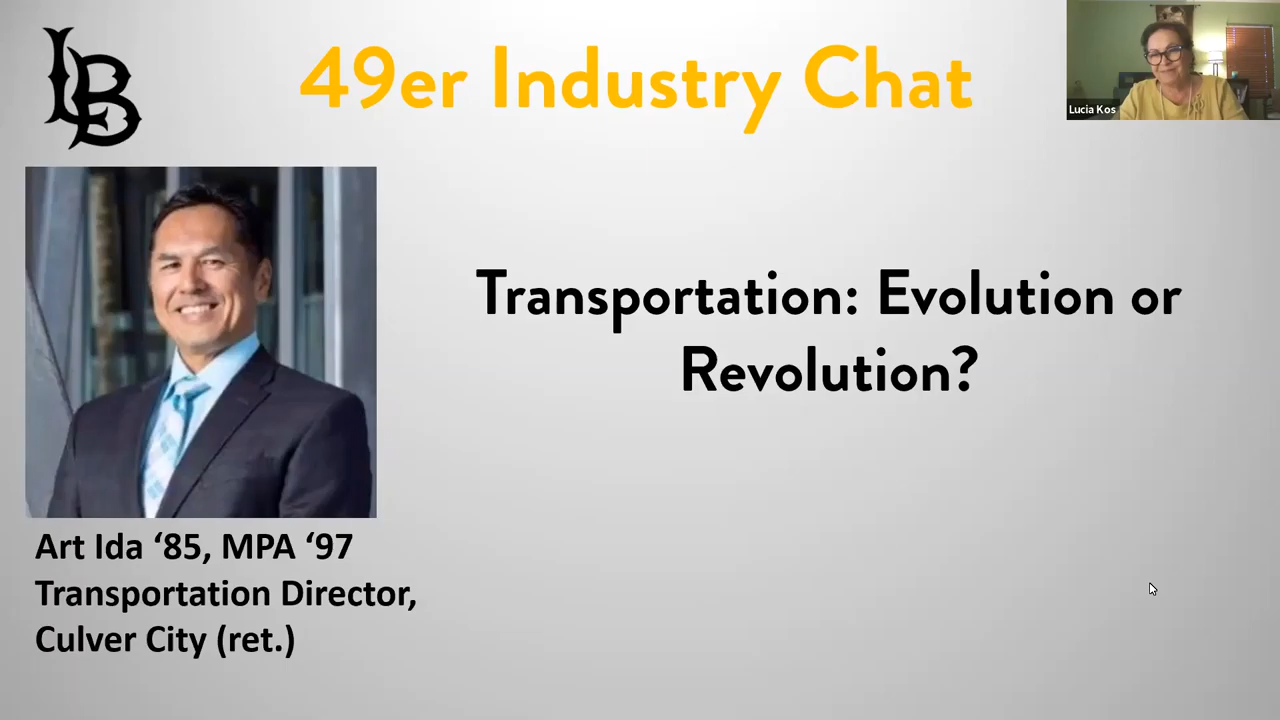 LB
49er Industry Chat
Lucia Kos
Transportation: Evolution or
Revolution?
Art Ida ‘85, MPA ‘97
Transportation Director,
Culver City (ret.)